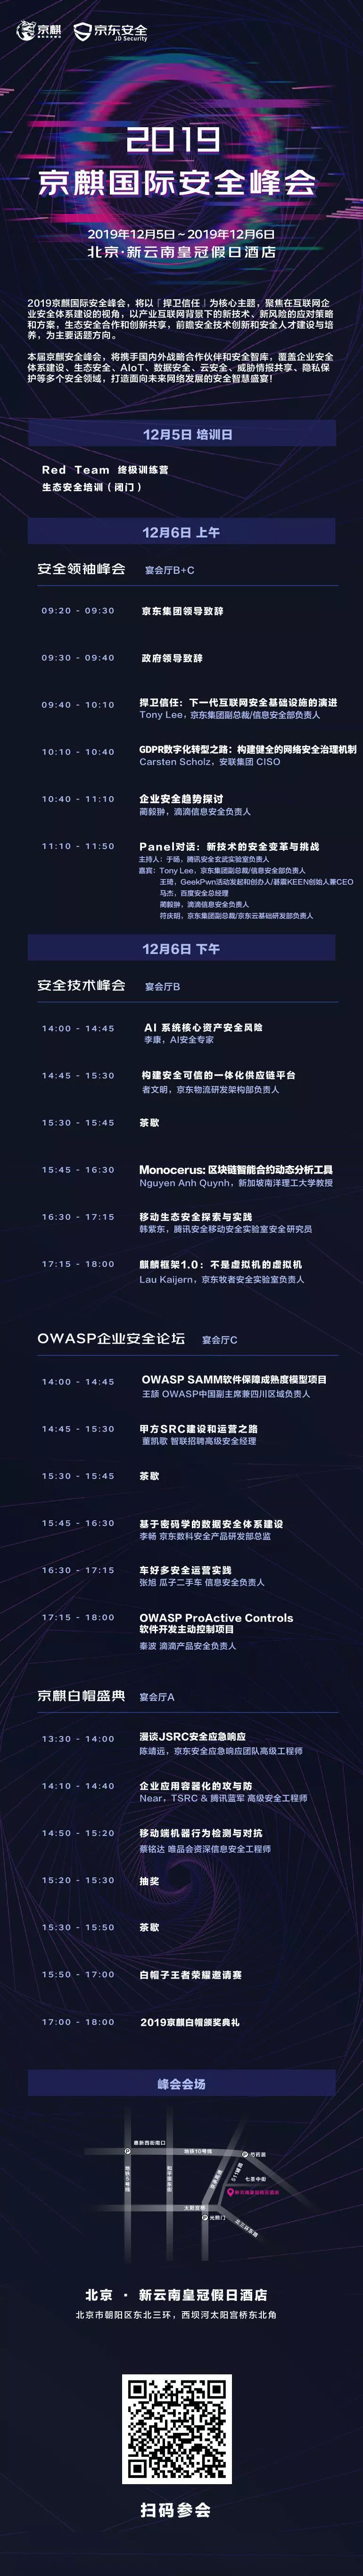 京麒
京东安全
JD Security
2019
京麒国际安全峰会
2019年12月5日～2019年12月6日
北京·新云南皇冠假日酒店
2019京麒国际安全峰会，将以「捍卫信任」为核心主题，聚焦在互联网企
业安全体系建设的视角，以产业互联网背景下的新技术、新风险的应对策略
和方案，生态安全合作和创新共享，前瞻安全技术创新和安全人才建设与培
养，为主要话题方向。
本届京麒安全峰会，将携手国内外战略合作伙伴和安全智库，覆盖企业安全
体系建设、生态安全、AIoT、数据安全、云安全、威胁情报共享、隐私保
护等多个安全领域，打造面向未来网络发展的安全智慧盛宴！
12月5日 培训日
Red Team 终极训练营
生态安全培训（闭门）
12月6日 上午
安全领袖峰会 宴会厅B+C
09:20 - 09:30 京东集团领导致辞
09:30 - 09:40 政府领导致辞
09:40 - 10:10 捍卫信任：下一代互联网安全基础设施的演进
Tony Lee，京东集团副总裁/信息安全部负责人
10:10 - 10:40 GDPR数字化转型之路：构建健全的网络安全治理机制
Carsten Scholz，安联集团 CISO
10:40 - 11:10 企业安全趋势探讨
蔺毅翀，滴滴信息安全负责人
11:10 - 11:50 Panel对话：新技术的安全变革与挑战
主持人：于旸，腾讯安全玄武实验室负责人
嘉宾：Tony Lee，京东集团副总裁/信息安全部负责人
王琦，GeekPwn活动发起和创办人/碁震KEEN创始人兼CEO
马杰，百度安全总经理
蔺毅翀，滴滴信息安全负责人
符庆明，京东集团副总裁/京东云基础研发部负责人
12月6日 下午
安全技术峰会 宴会厅B
14:00 - 14:45 AI 系统核心资产安全风险
李康，AI安全专家
14:45 - 15:30 构建安全可信的一体化供应链平台
者文明，京东物流研发架构部负责人
15:30 - 15:45 茶歇
15:45 - 16:30 Monocerus: 区块链智能合约动态分析工具
Nguyen Anh Quynh，新加坡南洋理工大学教授
16:30 - 17:15 移动生态安全探索与实践
韩紫东，腾讯安全移动安全实验室安全研究员
17:15 - 18:00 麒麟框架1.0：不是虚拟机的虚拟机
Lau Kaijern，京东牧者安全实验室负责人
OWASP企业安全论坛 宴会厅C
14:00 - 14:45 OWASP SAMM软件保障成熟度模型项目
王颉 OWASP中国副主席兼四川区域负责人
14:45 - 15:30 甲方SRC建设和运营之路
董凯歌 智联招聘高级安全经理
15:30 - 15:45 茶歇
15:45 - 16:30 基于密码学的数据安全体系建设
李畅 京东数科安全产品研发部总监
16:30 - 17:15 车好多安全运营实践
张旭 瓜子二手车 信息安全负责人
17:15 - 18:00 OWASP ProActive Controls
软件开发主动控制项目
秦波 滴滴产品安全负责人
京麒白帽盛典 宴会厅A
13:30 - 14:00 漫谈JSRC安全应急响应
陈靖远，京东安全应急响应团队高级工程师
14:10 - 14:40 企业应用容器化的攻与防
Near，TSRC & 腾讯蓝军 高级安全工程师
14:50 - 15:20 移动端机器行为检测与对抗
蔡铭达 唯品会资深信息安全工程师
15:20 - 15:30 抽奖
15:30 - 15:50 茶歇
15:50 - 17:00 白帽子王者荣耀邀请赛
17:00 - 18:00 2019京麒白帽颁奖典礼
峰会会场
惠新西街南口
地铁10号线
芍药居
地铁5号线
和平里东街
七圣中街
太阳宫桥
光熙门
北三环东路
北京 · 新云南皇冠假日酒店
北京市朝阳区东北三环，西坝河太阳宫桥东北角
扫码参会